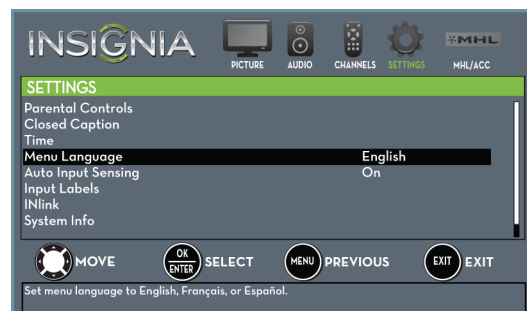 INSIGNIA
PICTURE AUDIO CHANNELS SETTINGS MHL MHL/ACC
SETTINGS
Parental Controls
Closed Caption
Time
Menu Language English
Auto Input Sensing On
Input Labels
INlink
System Info
MOVE OK ENTER SELECT MENU PREVIOUS EXIT EXIT
Set menu language to English, Français, or Español.